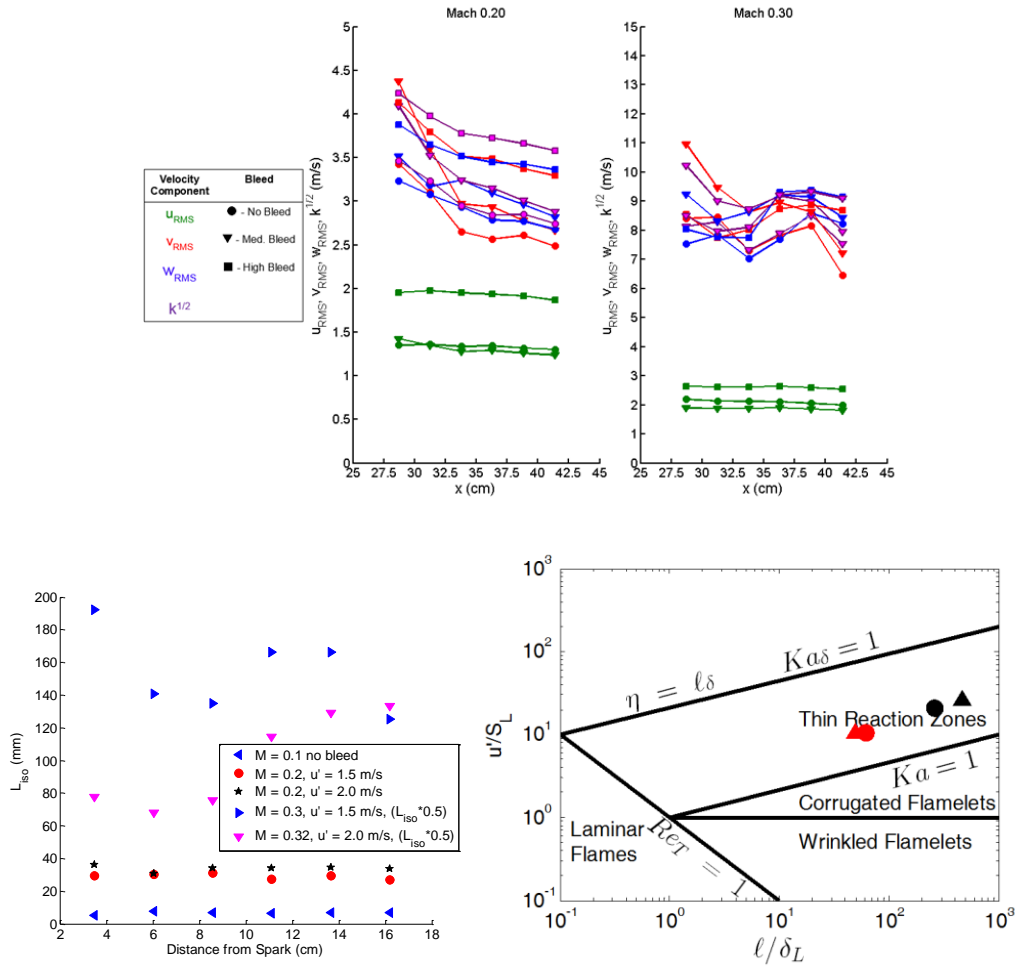 Mach 0.20
Mach 0.30
5
4.5
4
3.5
3
2.5
2
1.5
1
0.5
0
u_RMS, v_RMS, w_RMS, k^1/2 (m/s)
25 27.5 30 32.5 35 37.5 40 42.5 45
x (cm)
15
14
13
12
11
10
9
8
7
6
5
4
3
2
1
0
u_RMS, v_RMS, w_RMS, k^1/2 (m/s)
25 27.5 30 32.5 35 37.5 40 42.5 45
x (cm)
Velocity Component
Bleed
u_RMS
- No Bleed
v_RMS
- Med. Bleed
w_RMS
- High Bleed
k^1/2
200
180
160
140
120
100
80
60
40
20
0
L_iso (mm)
2 4 6 8 10 12 14 16 18
Distance from Spark (cm)
M = 0.1 no bleed
M = 0.2, u' = 1.5 m/s
M = 0.2, u' = 2.0 m/s
M = 0.3, u' = 1.5 m/s, (L_iso*0.5)
M = 0.32, u' = 2.0 m/s, (L_iso*0.5)
10^3
10^2
10^1
10^0
10^-1
u'/S_L
η = ℓδ
Ka_δ = 1
Thin Reaction Zones
Ka = 1
Corrugated Flamelets
Wrinkled Flamelets
Laminar Flames
Re_T = 1
10^-1 10^0 10^1 10^2 10^3
ℓ/δ_L